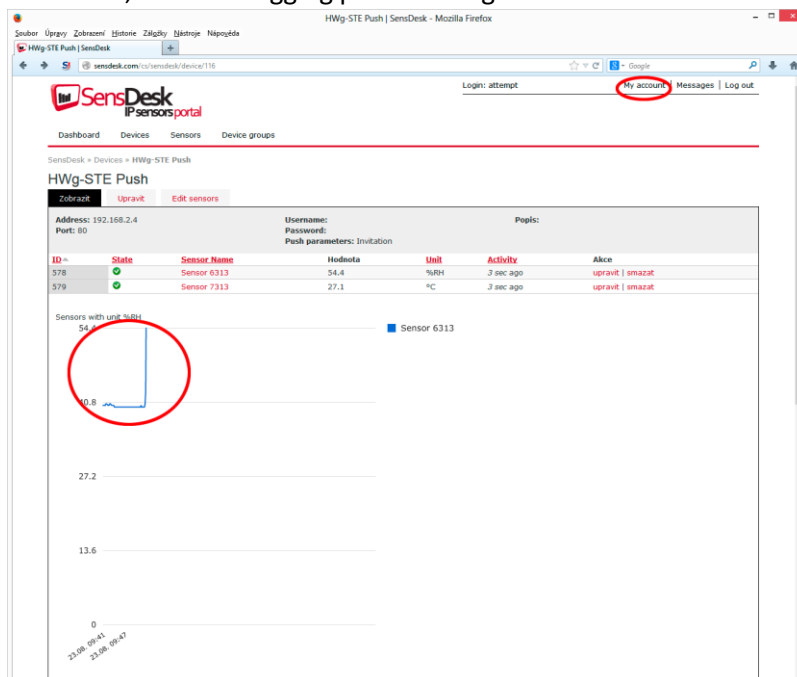 HWg-STE Push | SensDesk - Mozilla Firefox
Soubor Úpravy Zobrazení Historie Záložky Nástroje Nápověda
HWg-STE Push | SensDesk
sensdesk.com/cs/sensdesk/device/116 Google
Login: attempt My account | Messages | Log out
SensDesk
IP sensors portal
Dashboard Devices Sensors Device groups
SensDesk » Devices » HWg-STE Push
HWg-STE Push
Zobrazit Upravit Edit sensors
Address: 192.168.2.4 Username: Popis:
Port: 80 Password:
Push parameters: Invitation
ID State Sensor Name Hodnota Unit Activity Akce
578 Sensor 6313 54.4 %RH 3 sec ago upravit | smazat
579 Sensor 7313 27.1 °C 3 sec ago upravit | smazat
Sensors with unit %RH
54.4 Sensor 6313
40.8
27.2
13.6
0
23.08. 09:41
23.08. 09:47